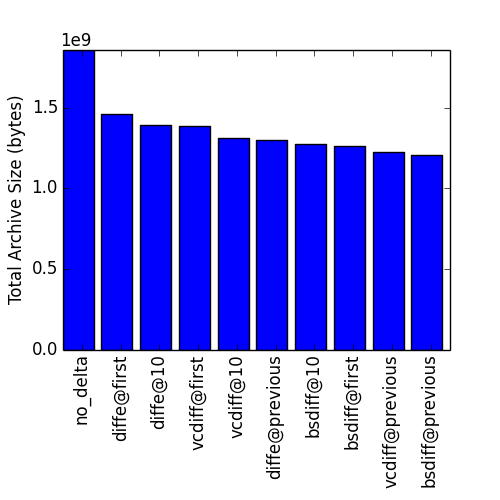 1e9
Total Archive Size (bytes)
1.5
1.0
0.5
0.0
no_delta
diffe@first
diffe@10
vcdiff@first
vcdiff@10
diffe@previous
bsdiff@10
bsdiff@first
vcdiff@previous
bsdiff@previous